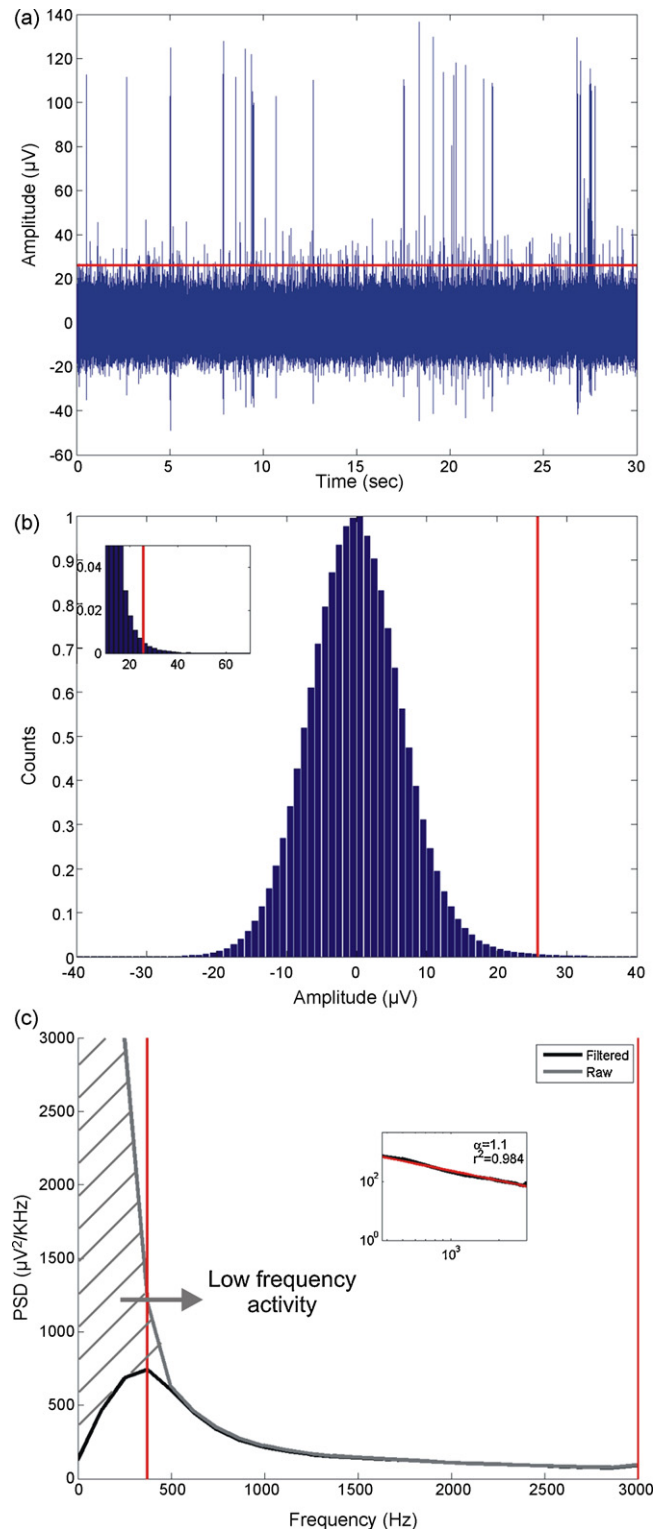 (a)
140
120
100
80
60
40
20
0
-20
-40
-60
Amplitude (µV)
0 5 10 15 20 25 30
Time (sec)
(b)
1
0.9
0.8
0.7
0.6
0.5
0.4
0.3
0.2
0.1
0
Counts
0.04
0.02
0
20 40 60
-40 -30 -20 -10 0 10 20 30 40
Amplitude (µV)
(c)
3000
2500
2000
1500
1000
500
0
PSD (µV²/KHz)
Filtered
Raw
α=1.1
r²=0.984
10²
10⁰
10³
Low frequency
activity
0 500 1000 1500 2000 2500 3000
Frequency (Hz)